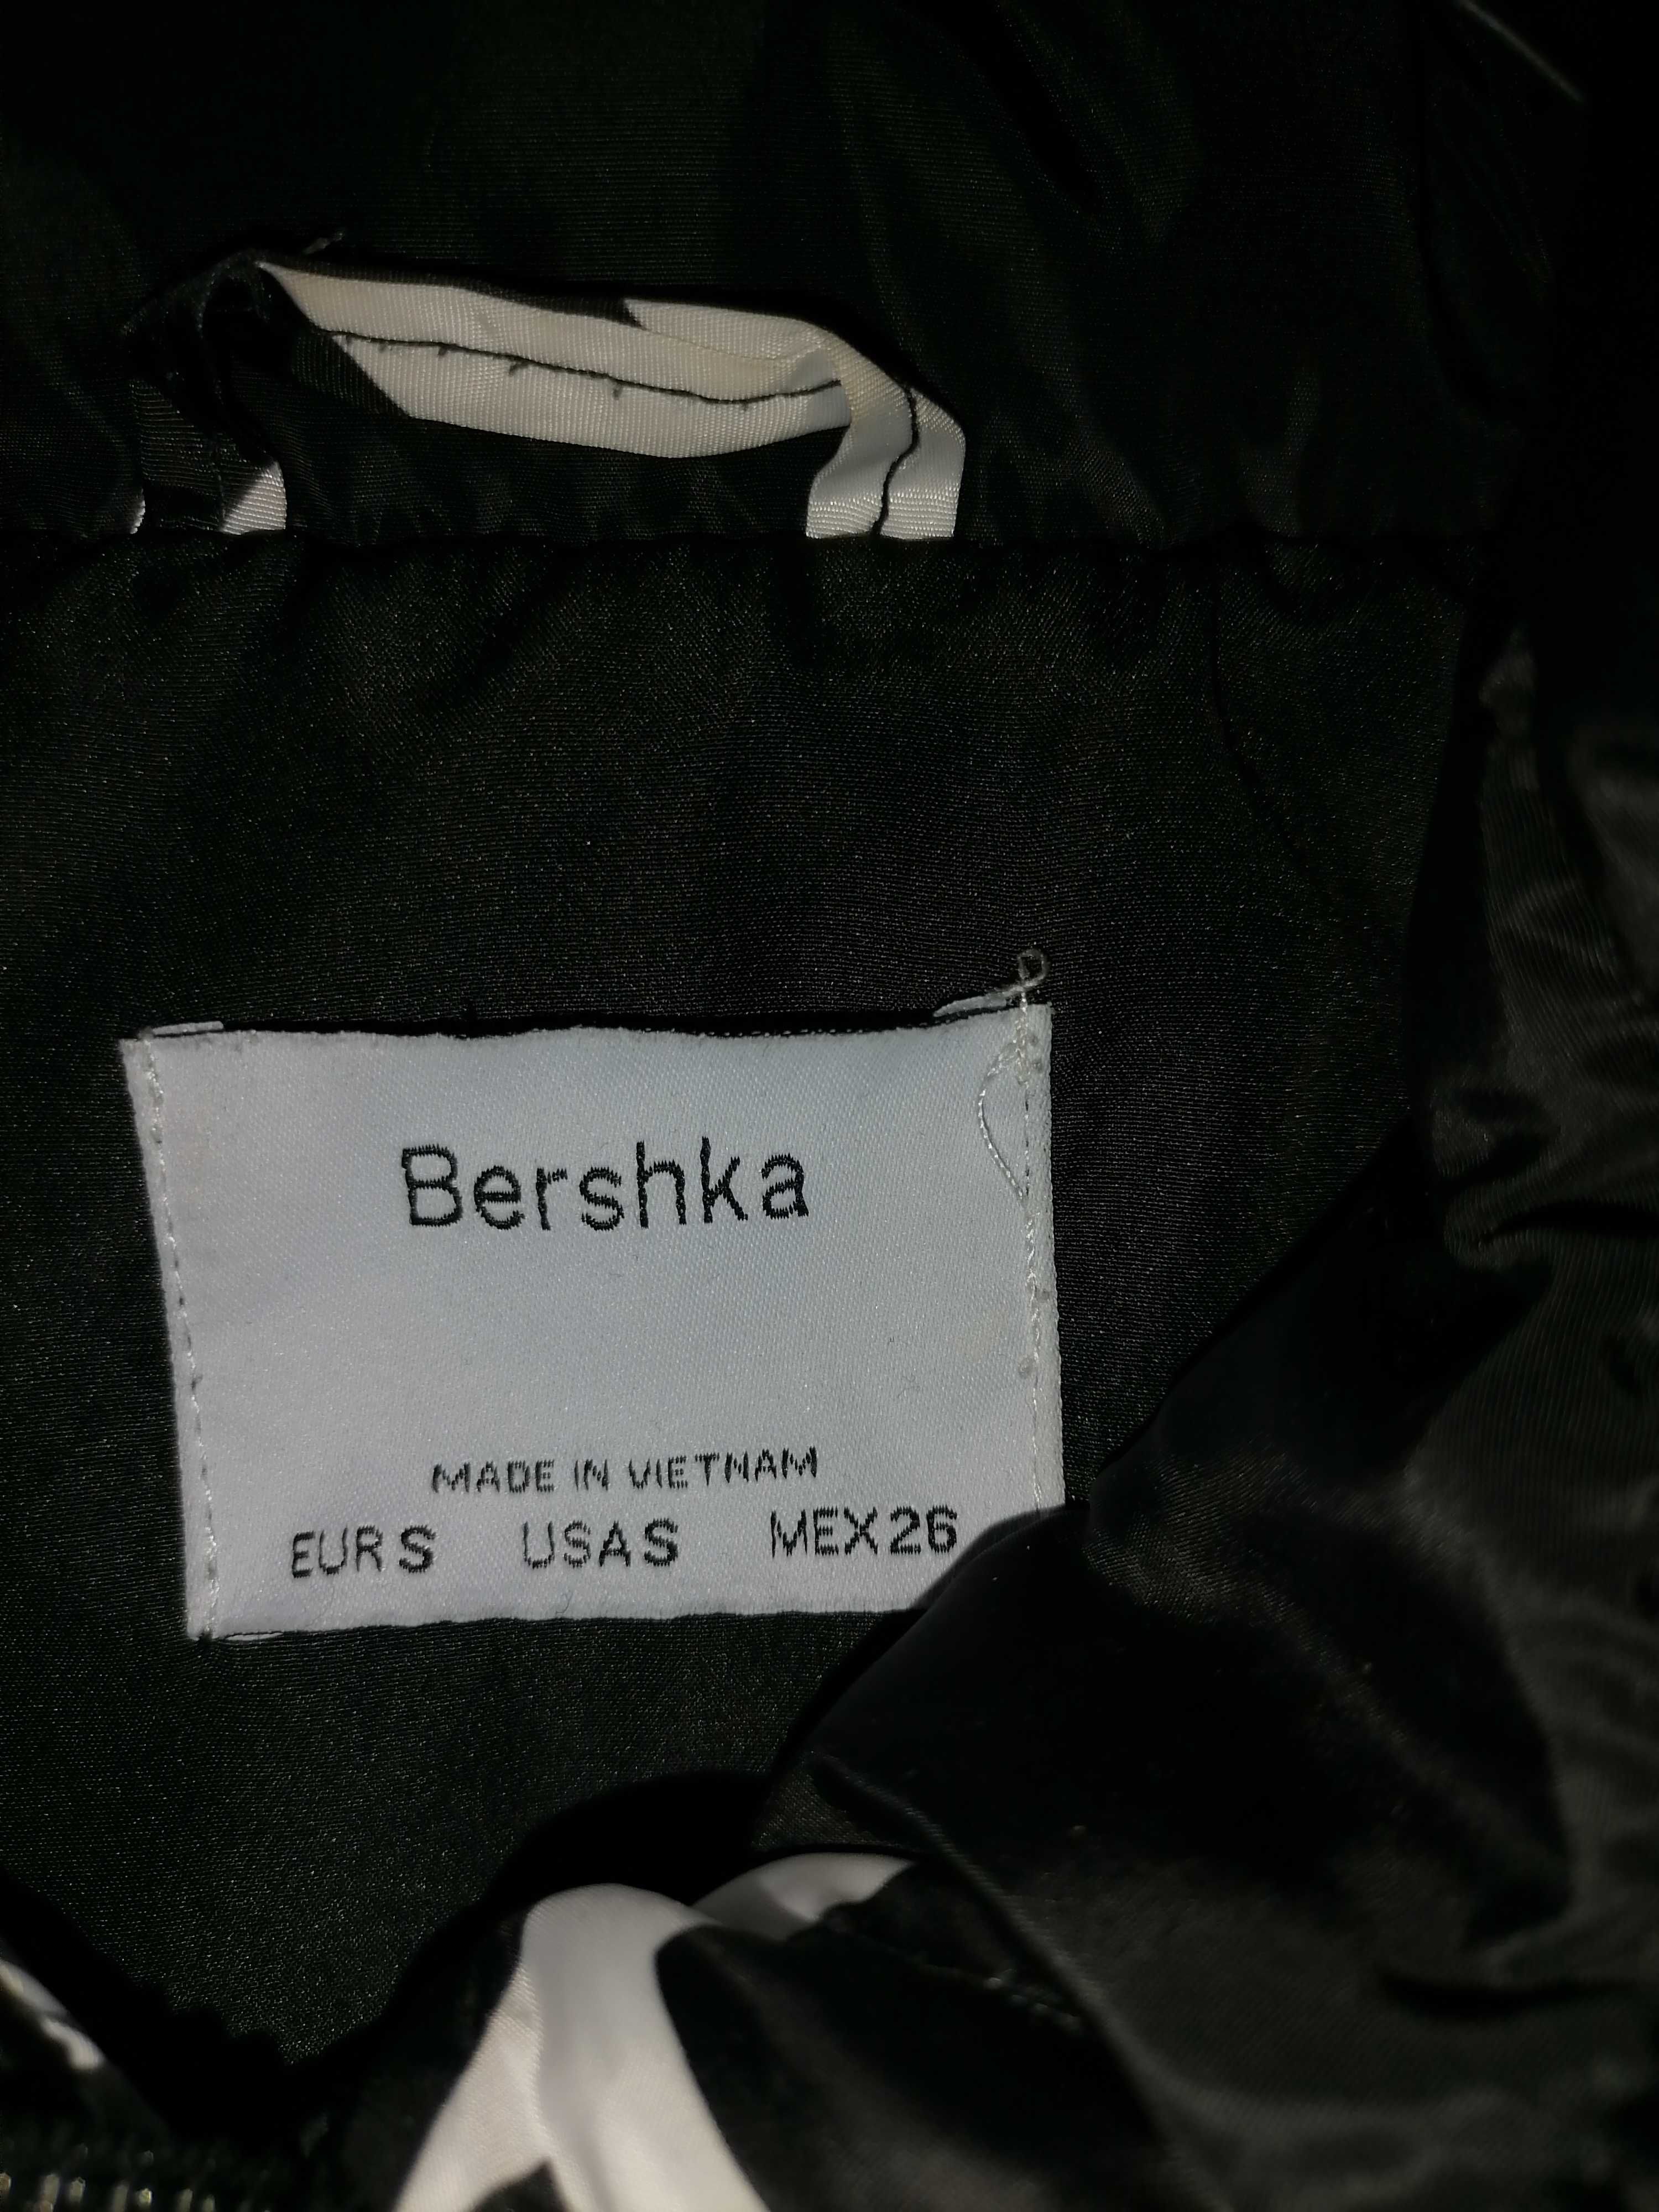 Bershka
MADE IN VIETNAM
EUR S USA S MEX 26